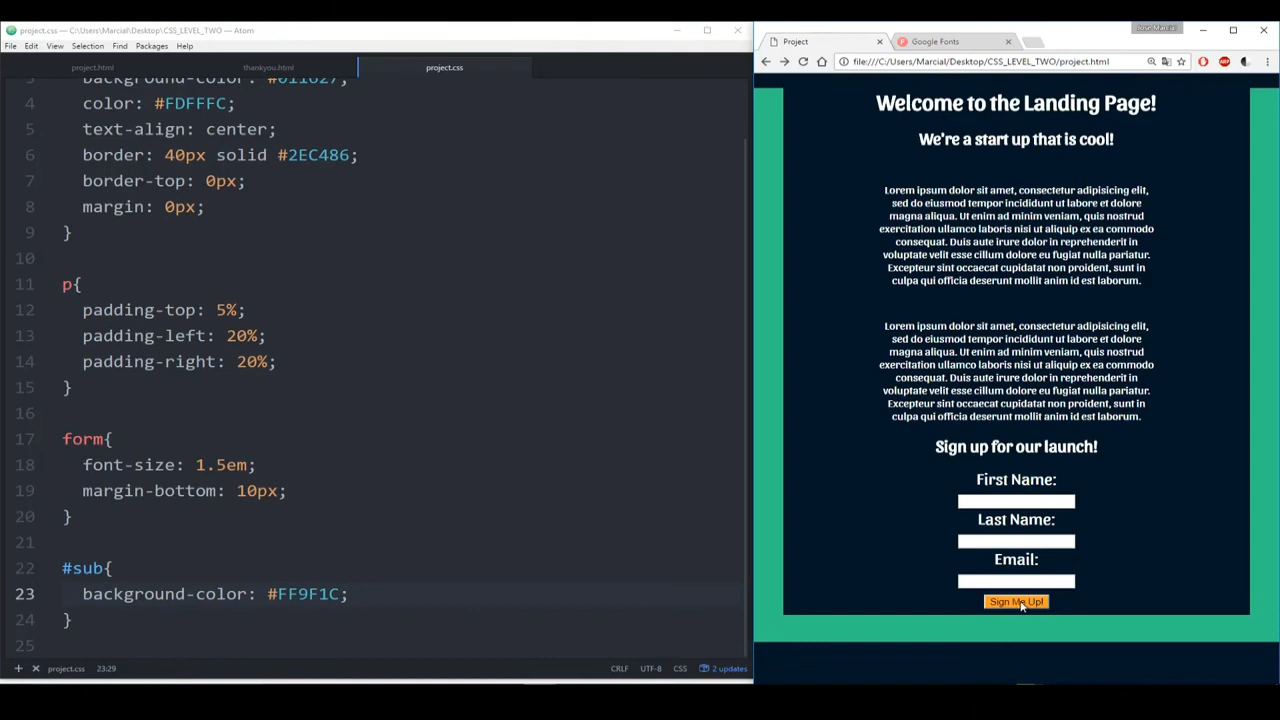 project.css — C:\Users\Marcial\Desktop\CSS_LEVEL_TWO — Atom
File Edit View Selection Find Packages Help
project.html thankyou.html project.css
3 background-color: #011627;
4 color: #FDFFFC;
5 text-align: center;
6 border: 40px solid #2EC486;
7 border-top: 0px;
8 margin: 0px;
9 }
10
11 p{
12 padding-top: 5%;
13 padding-left: 20%;
14 padding-right: 20%;
15 }
16
17 form{
18 font-size: 1.5em;
19 margin-bottom: 10px;
20 }
21
22 #sub{
23 background-color: #FF9F1C;
24 }
25
project.css 23:29 CRLF UTF-8 CSS 2 updates
Jose Marcial
Project Google Fonts
file:///C:/Users/Marcial/Desktop/CSS_LEVEL_TWO/project.html
ABP
Welcome to the Landing Page!
We're a start up that is cool!
Lorem ipsum dolor sit amet, consectetur adipisicing elit,
sed do eiusmod tempor incididunt ut labore et dolore
magna aliqua. Ut enim ad minim veniam, quis nostrud
exercitation ullamco laboris nisi ut aliquip ex ea commodo
consequat. Duis aute irure dolor in reprehenderit in
voluptate velit esse cillum dolore eu fugiat nulla pariatur.
Excepteur sint occaecat cupidatat non proident, sunt in
culpa qui officia deserunt mollit anim id est laborum.
Lorem ipsum dolor sit amet, consectetur adipisicing elit,
sed do eiusmod tempor incididunt ut labore et dolore
magna aliqua. Ut enim ad minim veniam, quis nostrud
exercitation ullamco laboris nisi ut aliquip ex ea commodo
consequat. Duis aute irure dolor in reprehenderit in
voluptate velit esse cillum dolore eu fugiat nulla pariatur.
Excepteur sint occaecat cupidatat non proident, sunt in
culpa qui officia deserunt mollit anim id est laborum.
Sign up for our launch!
First Name:
Last Name:
Email:
Sign Me Up!